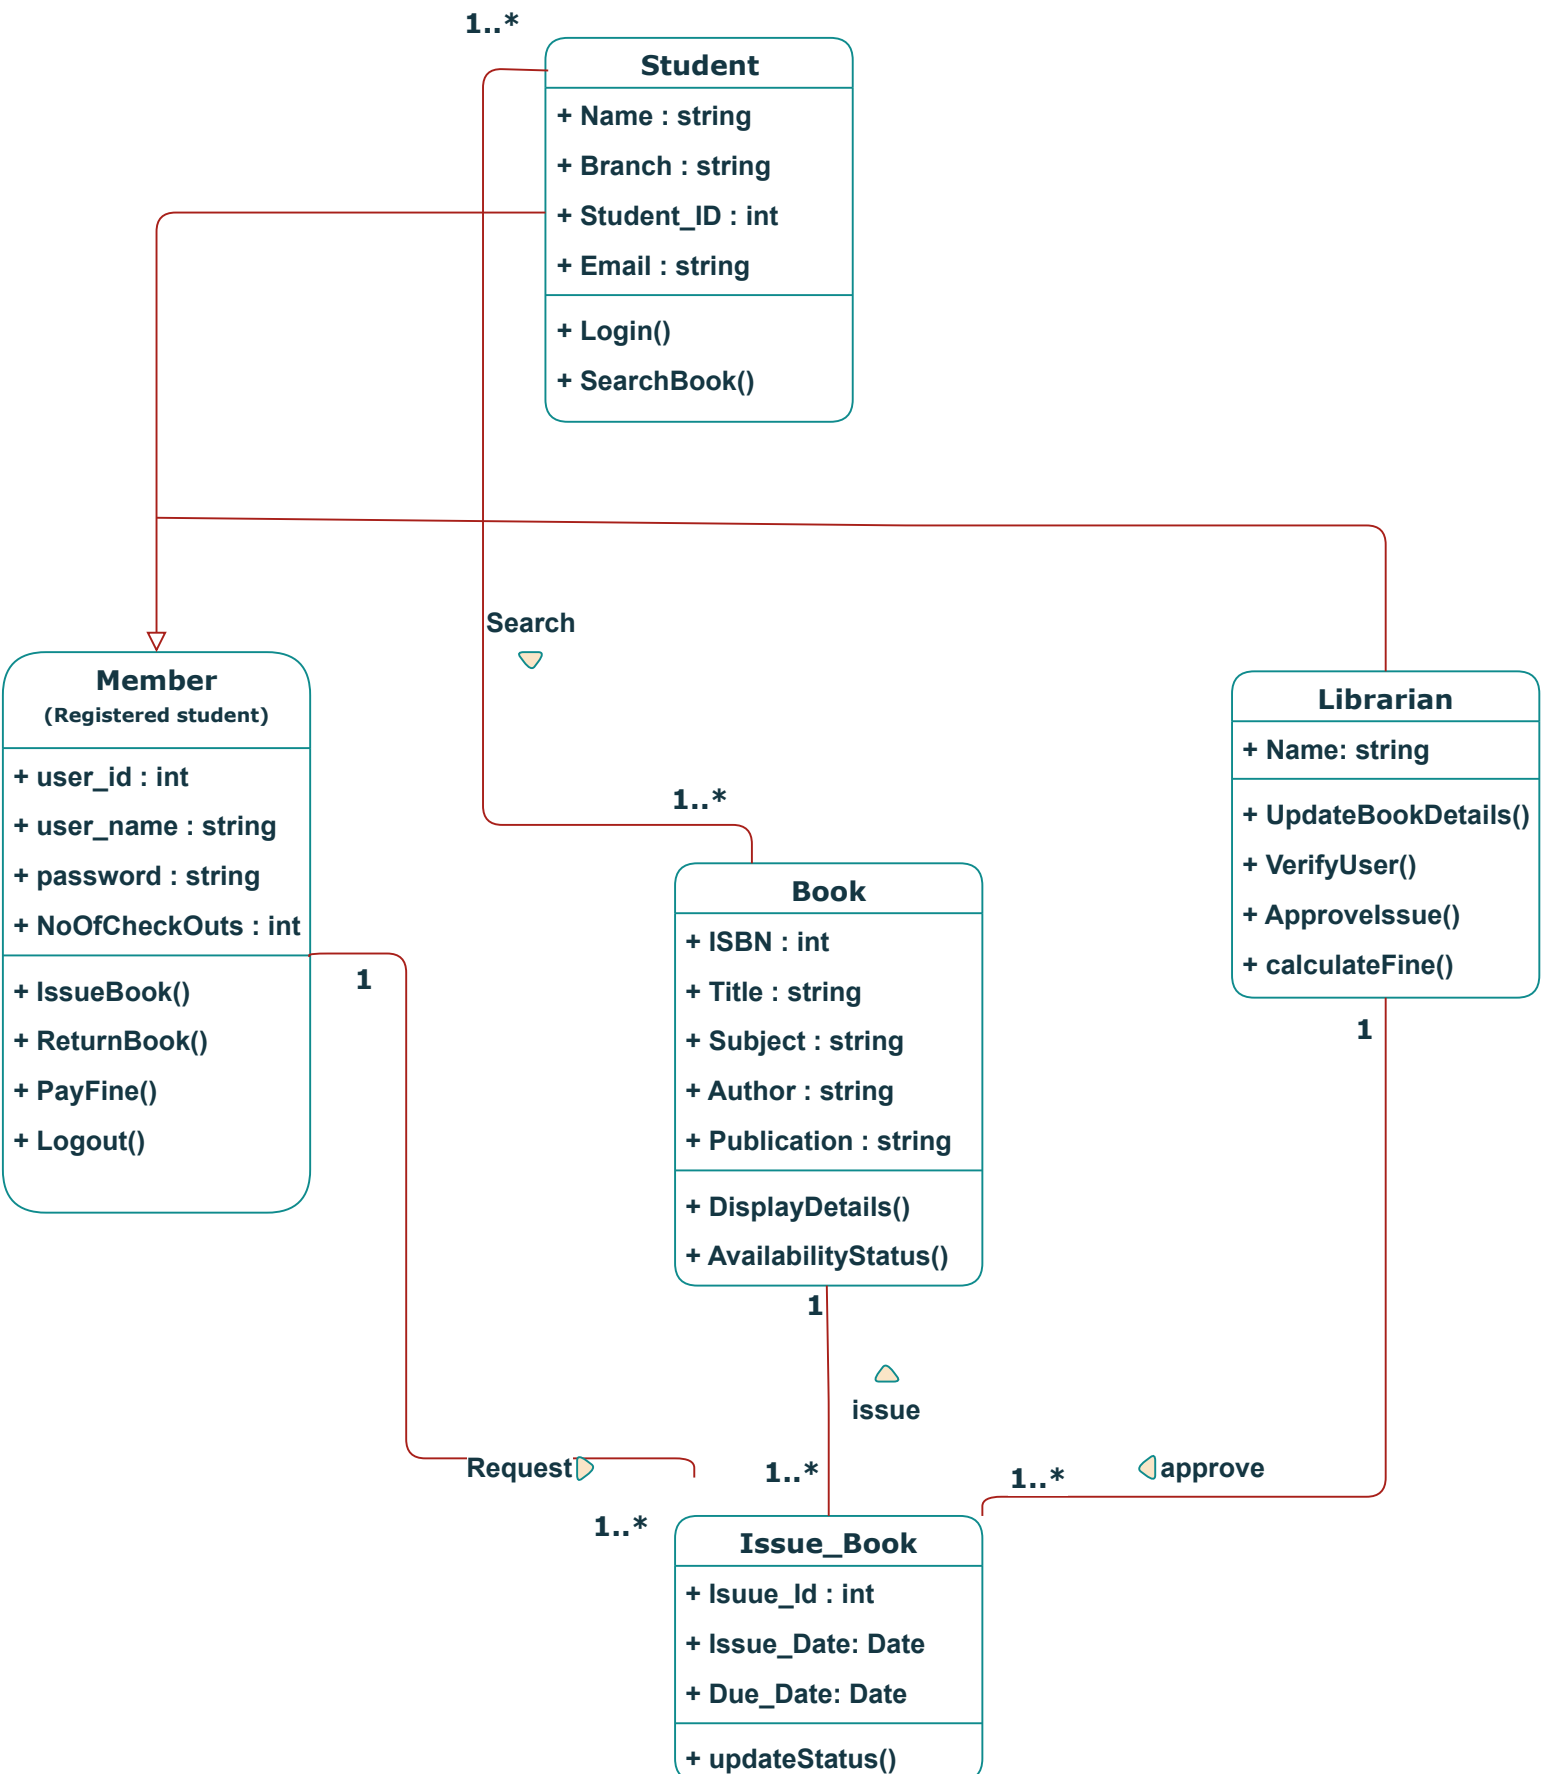 1..*
Student
+ Name : string
+ Branch : string
+ Student_ID : int
+ Email : string
+ Login()
+ SearchBook()
Search
Member
(Registered student)
+ user_id : int
+ user_name : string
+ password : string
+ NoOfCheckOuts : int
+ IssueBook()
+ ReturnBook()
+ PayFine()
+ Logout()
1
1..*
Book
+ ISBN : int
+ Title : string
+ Subject : string
+ Author : string
+ Publication : string
+ DisplayDetails()
+ AvailabilityStatus()
1
Librarian
+ Name: string
+ UpdateBookDetails()
+ VerifyUser()
+ ApproveIssue()
+ calculateFine()
1
issue
Request
1..*
1..*
1..*
approve
Issue_Book
+ Isuue_Id : int
+ Issue_Date: Date
+ Due_Date: Date
+ updateStatus()